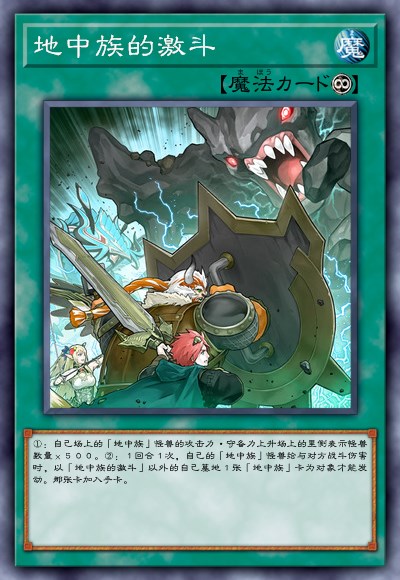 地中族的激斗
魔
【魔法カード】
まほう
①：自己场上的「地中族」怪兽的攻击力·守备力上升场上的里侧表示怪兽
数量×500。②：1回合1次，自己的「地中族」怪兽给与对方战斗伤害
时，以「地中族的激斗」以外的自己墓地1张「地中族」卡为对象才能发
动。那张卡加入手卡。